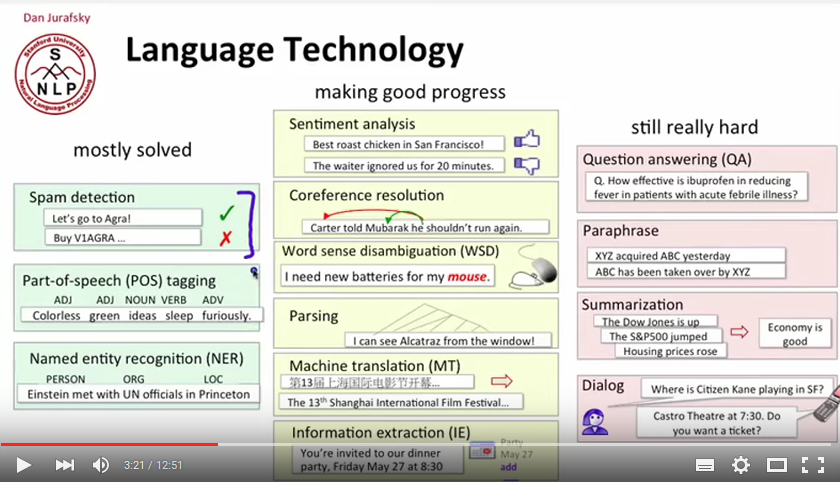 Dan Jurafsky
Stanford University
S
NLP
Natural Language Processing
Language Technology
mostly solved
Spam detection
Let's go to Agra!
Buy V1AGRA ...
Part-of-speech (POS) tagging
ADJ ADJ NOUN VERB ADV
Colorless green ideas sleep furiously.
Named entity recognition (NER)
PERSON ORG LOC
Einstein met with UN officials in Princeton
making good progress
Sentiment analysis
Best roast chicken in San Francisco!
The waiter ignored us for 20 minutes.
Coreference resolution
Carter told Mubarak he shouldn't run again.
Word sense disambiguation (WSD)
I need new batteries for my mouse.
Parsing
I can see Alcatraz from the window!
Machine translation (MT)
第13届上海国际电影节开幕...
The 13th Shanghai International Film Festival...
Information extraction (IE)
You're invited to our dinner
party, Friday May 27 at 8:30
Party
May 27
add
still really hard
Question answering (QA)
Q. How effective is ibuprofen in reducing
fever in patients with acute febrile illness?
Paraphrase
XYZ acquired ABC yesterday
ABC has been taken over by XYZ
Summarization
The Dow Jones is up
The S&P500 jumped
Housing prices rose
Economy is
good
Dialog
Where is Citizen Kane playing in SF?
Castro Theatre at 7:30. Do
you want a ticket?
3:21 / 12:51